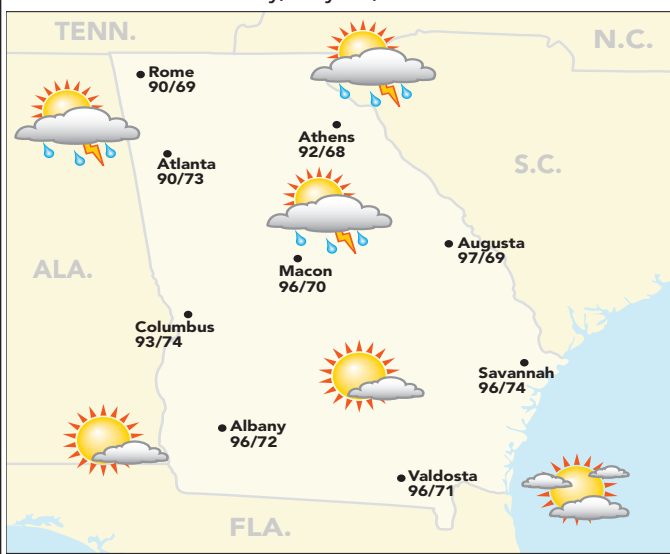 TENN.
N.C.
Rome
90/69
Athens
92/68
Atlanta
90/73
S.C.
Augusta
97/69
ALA.
Macon
96/70
Columbus
93/74
Savannah
96/74
Albany
96/72
Valdosta
96/71
FLA.